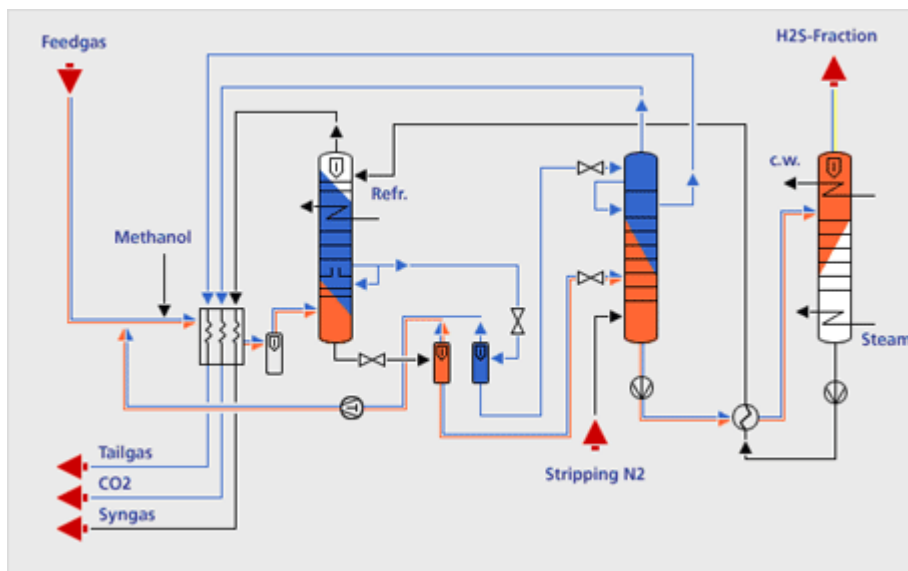 Feedgas
H2S-Fraction
Refr.
c.w.
Methanol
Steam
Tailgas
CO2
Syngas
Stripping N2